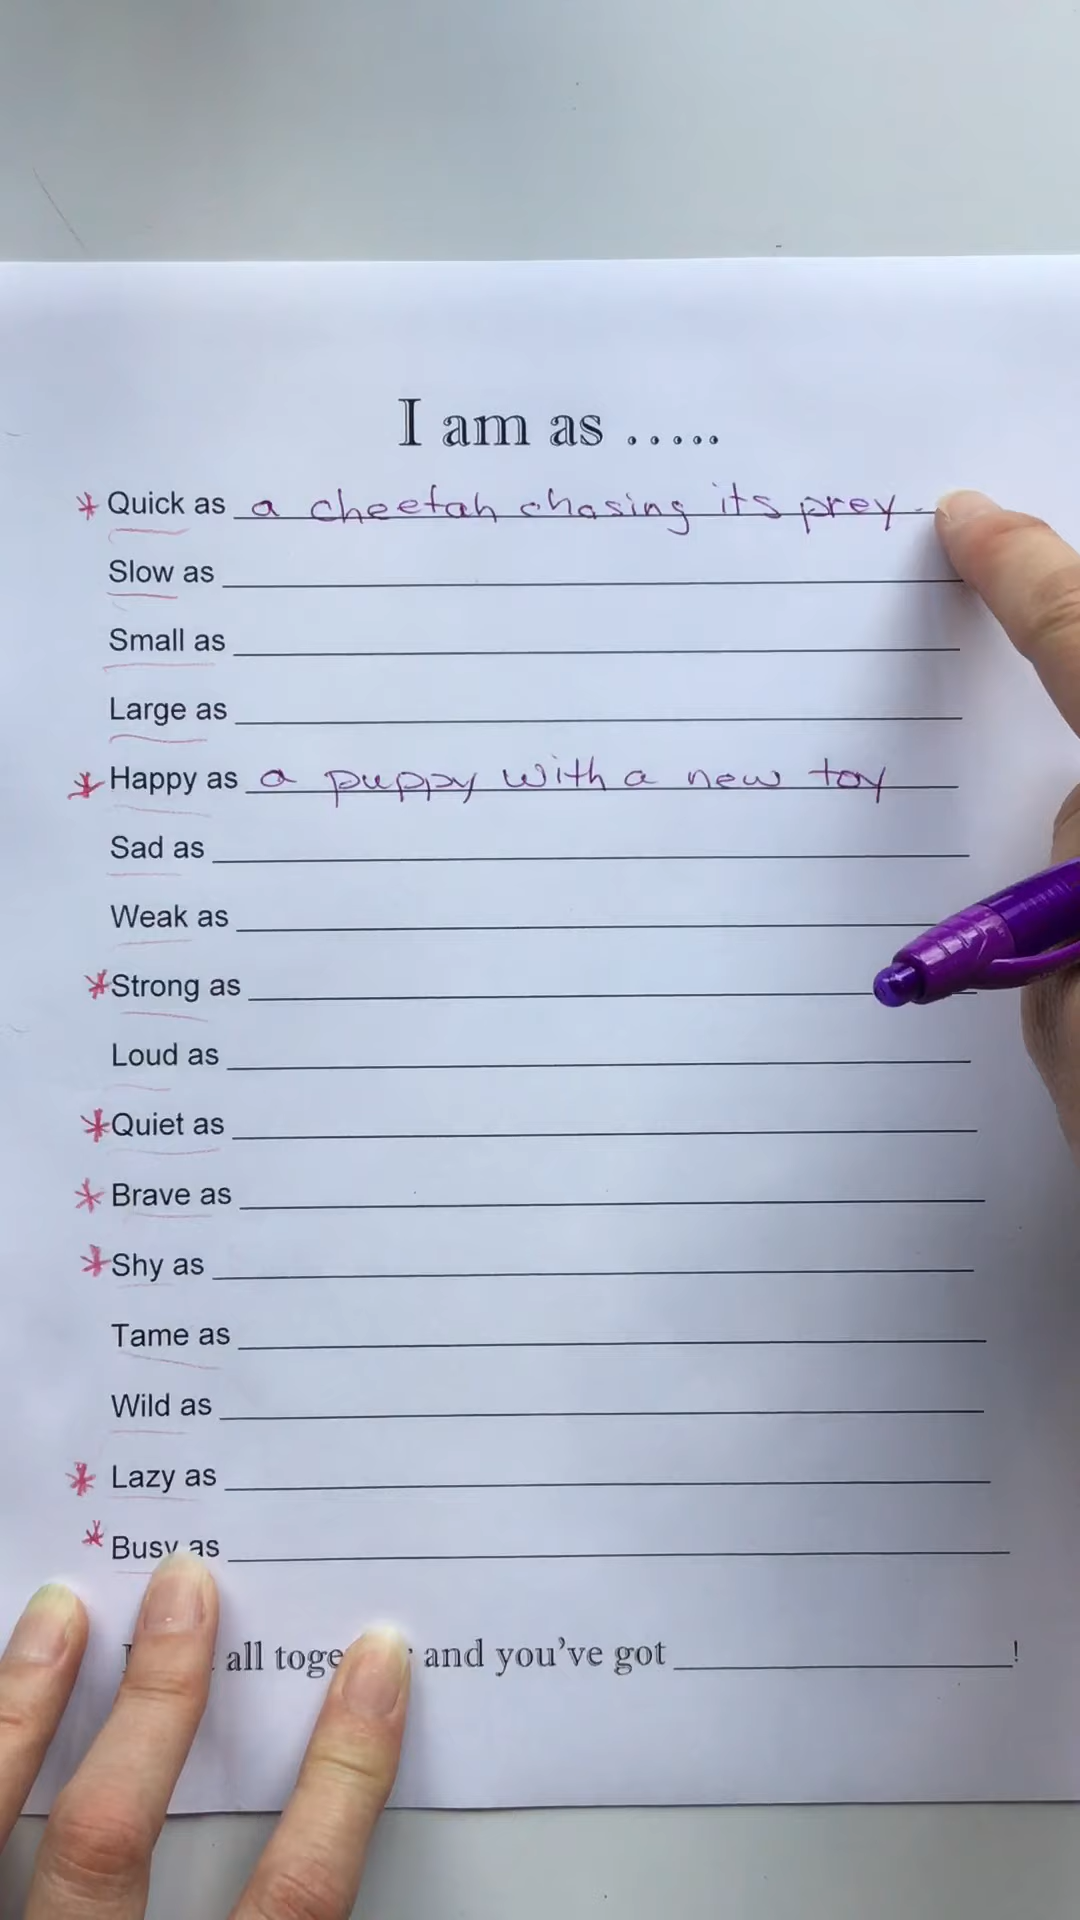 I am as .....
* Quick as a cheetah chasing its prey.
Slow as
Small as
Large as
* Happy as a puppy with a new toy
Sad as
Weak as
* Strong as
Loud as
* Quiet as
* Brave as
* Shy as
Tame as
Wild as
* Lazy as
* Busy as
all and you've got !